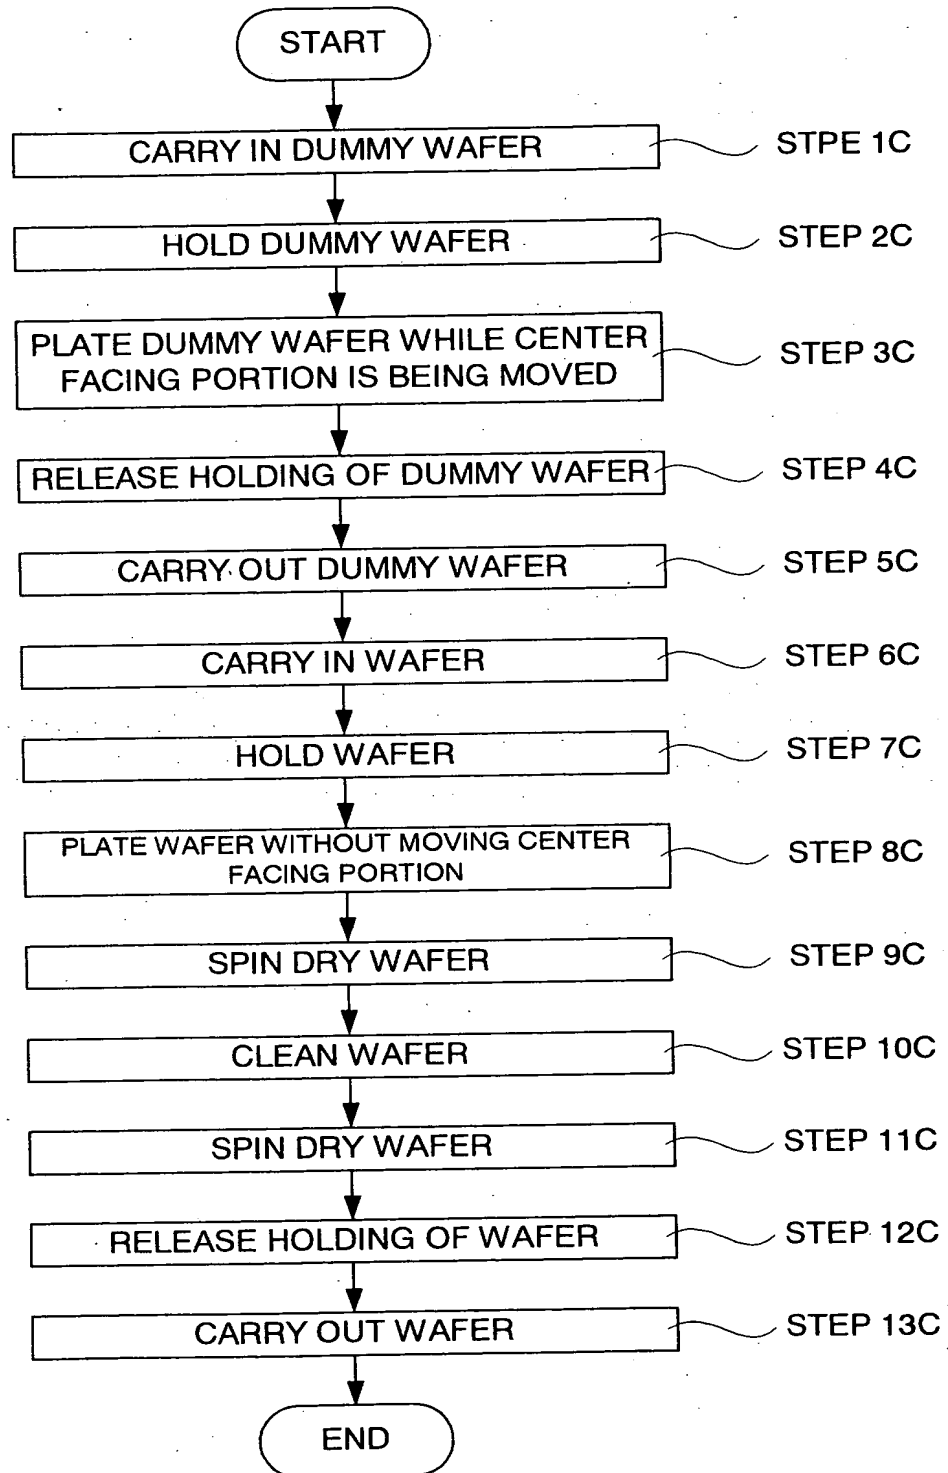 START
CARRY IN DUMMY WAFER
STPE 1C
HOLD DUMMY WAFER
STEP 2C
PLATE DUMMY WAFER WHILE CENTER
FACING PORTION IS BEING MOVED
STEP 3C
RELEASE HOLDING OF DUMMY WAFER
STEP 4C
CARRY OUT DUMMY WAFER
STEP 5C
CARRY IN WAFER
STEP 6C
HOLD WAFER
STEP 7C
PLATE WAFER WITHOUT MOVING CENTER
FACING PORTION
STEP 8C
SPIN DRY WAFER
STEP 9C
CLEAN WAFER
STEP 10C
SPIN DRY WAFER
STEP 11C
RELEASE HOLDING OF WAFER
STEP 12C
CARRY OUT WAFER
STEP 13C
END